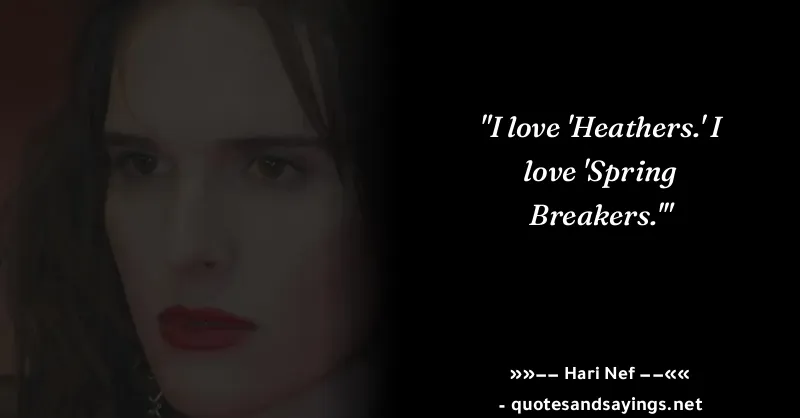 "I love 'Heathers.' I
love 'Spring
Breakers.'"
»»–– Hari Nef ––««
- quotesandsayings.net